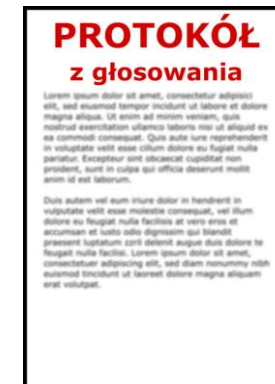 PROTOKÓŁ
z głosowania
Lorem ipsum dolor sit amet, consectetur adipisici
elit, sed eiusmod tempor incidunt ut labore et dolore
magna aliqua. Ut enim ad minim veniam, quis
nostrud exercitation ullamco laboris nisi ut aliquid ex
ea commodi consequat. Quis aute iure reprehenderit
in voluptate velit esse cillum dolore eu fugiat nulla
pariatur. Excepteur sint obcaecat cupiditat non
proident, sunt in culpa qui officia deserunt mollit
anim id est laborum.
Duis autem vel eum iriure dolor in hendrerit in
vulputate velit esse molestie consequat, vel illum
dolore eu feugiat nulla facilisis at vero eros et
accumsan et iusto odio dignissim qui blandit
praesent luptatum zzril delenit augue duis dolore te
feugait nulla facilisi. Lorem ipsum dolor sit amet,
consectetuer adipiscing elit, sed diam nonummy nibh
euismod tincidunt ut laoreet dolore magna aliquam
erat volutpat.